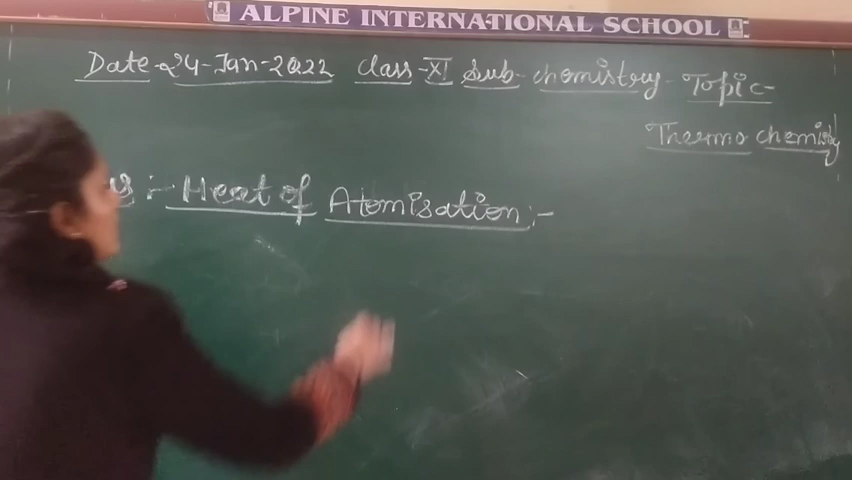 ALPINE INTERNATIONAL SCHOOL
Date-24-Jan-2022 Class-XI Sub-chemistry-Topic-
Thermo chemistry
:- Heat of Atomisation:-